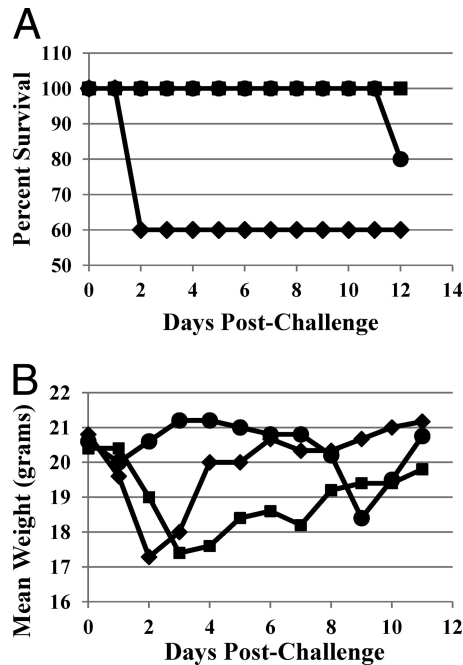 A
110
100
90
80
70
60
50
Percent Survival
0 2 4 6 8 10 12 14
Days Post-Challenge
B
22
21
20
19
18
17
16
Mean Weight (grams)
0 2 4 6 8 10 12
Days Post-Challenge